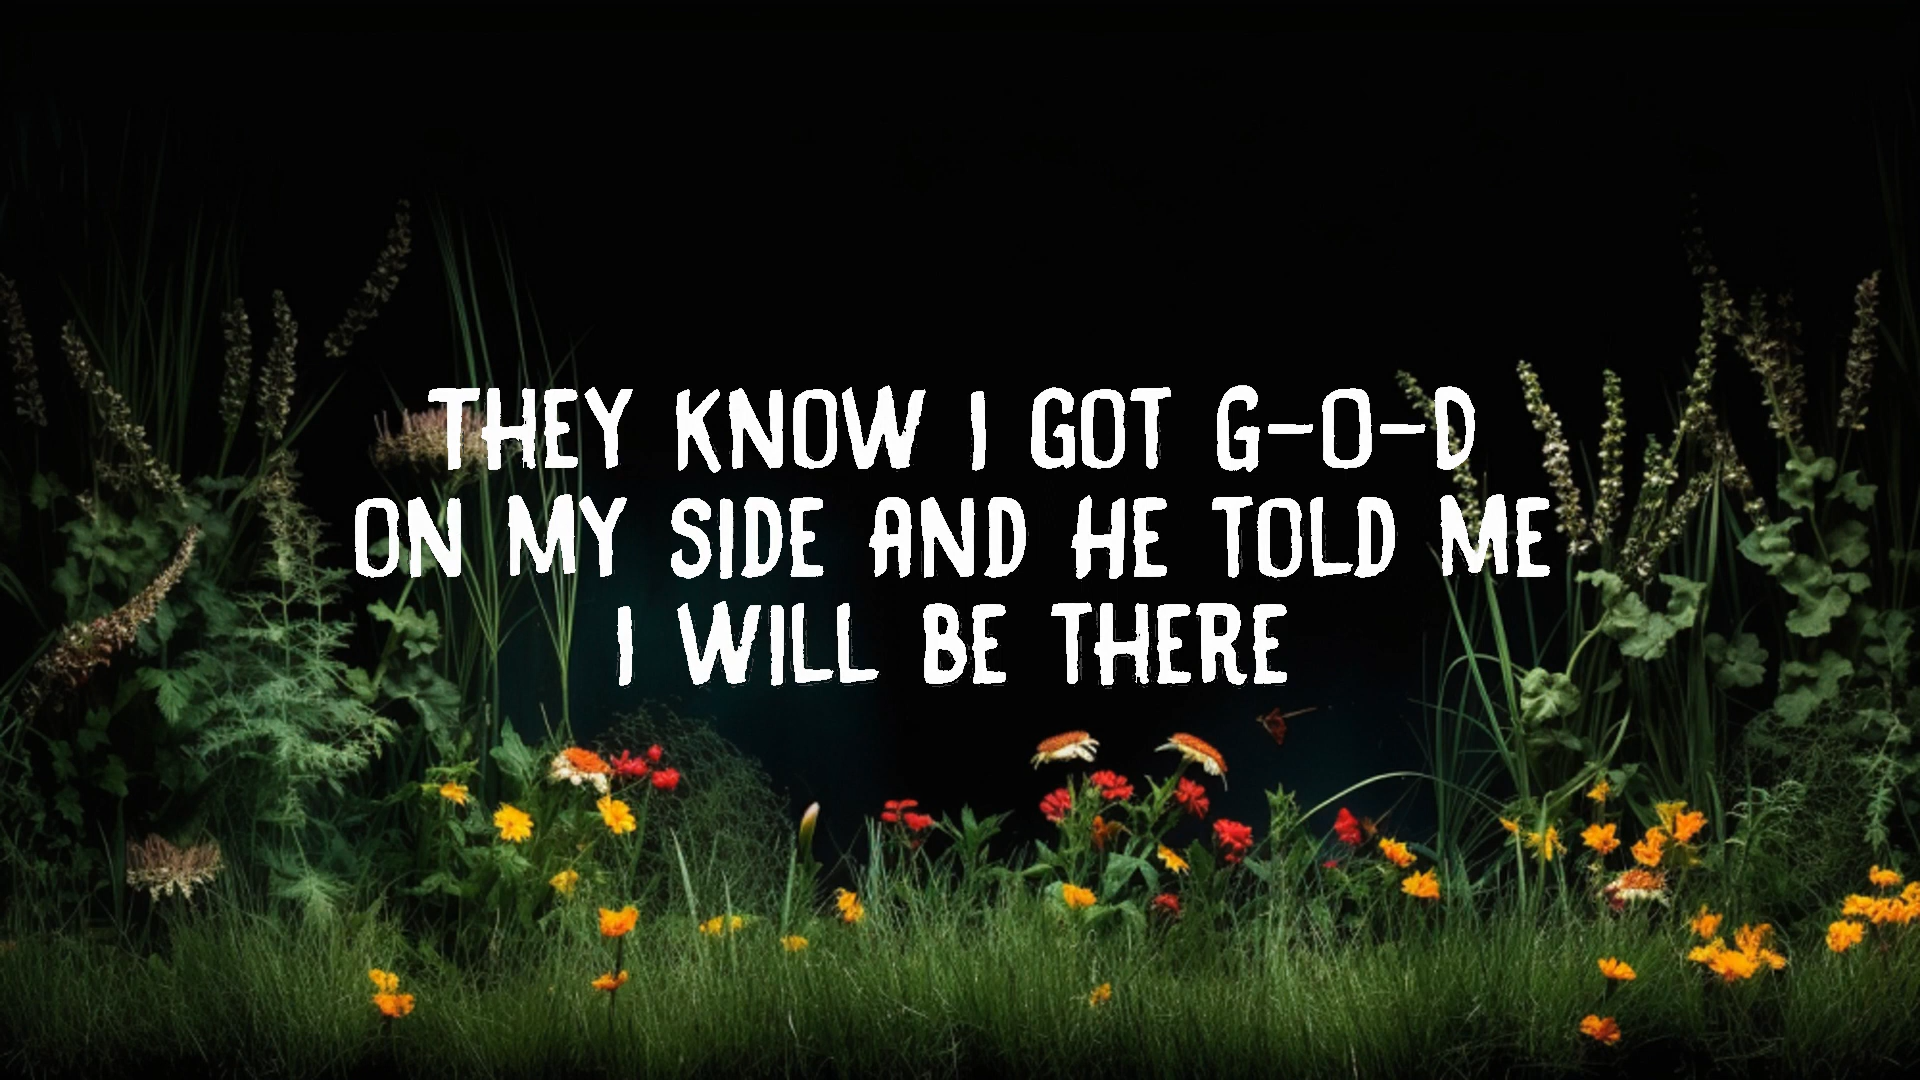 THEY KNOW I GOT G-O-D
ON MY SIDE AND HE TOLD ME
I WILL BE THERE